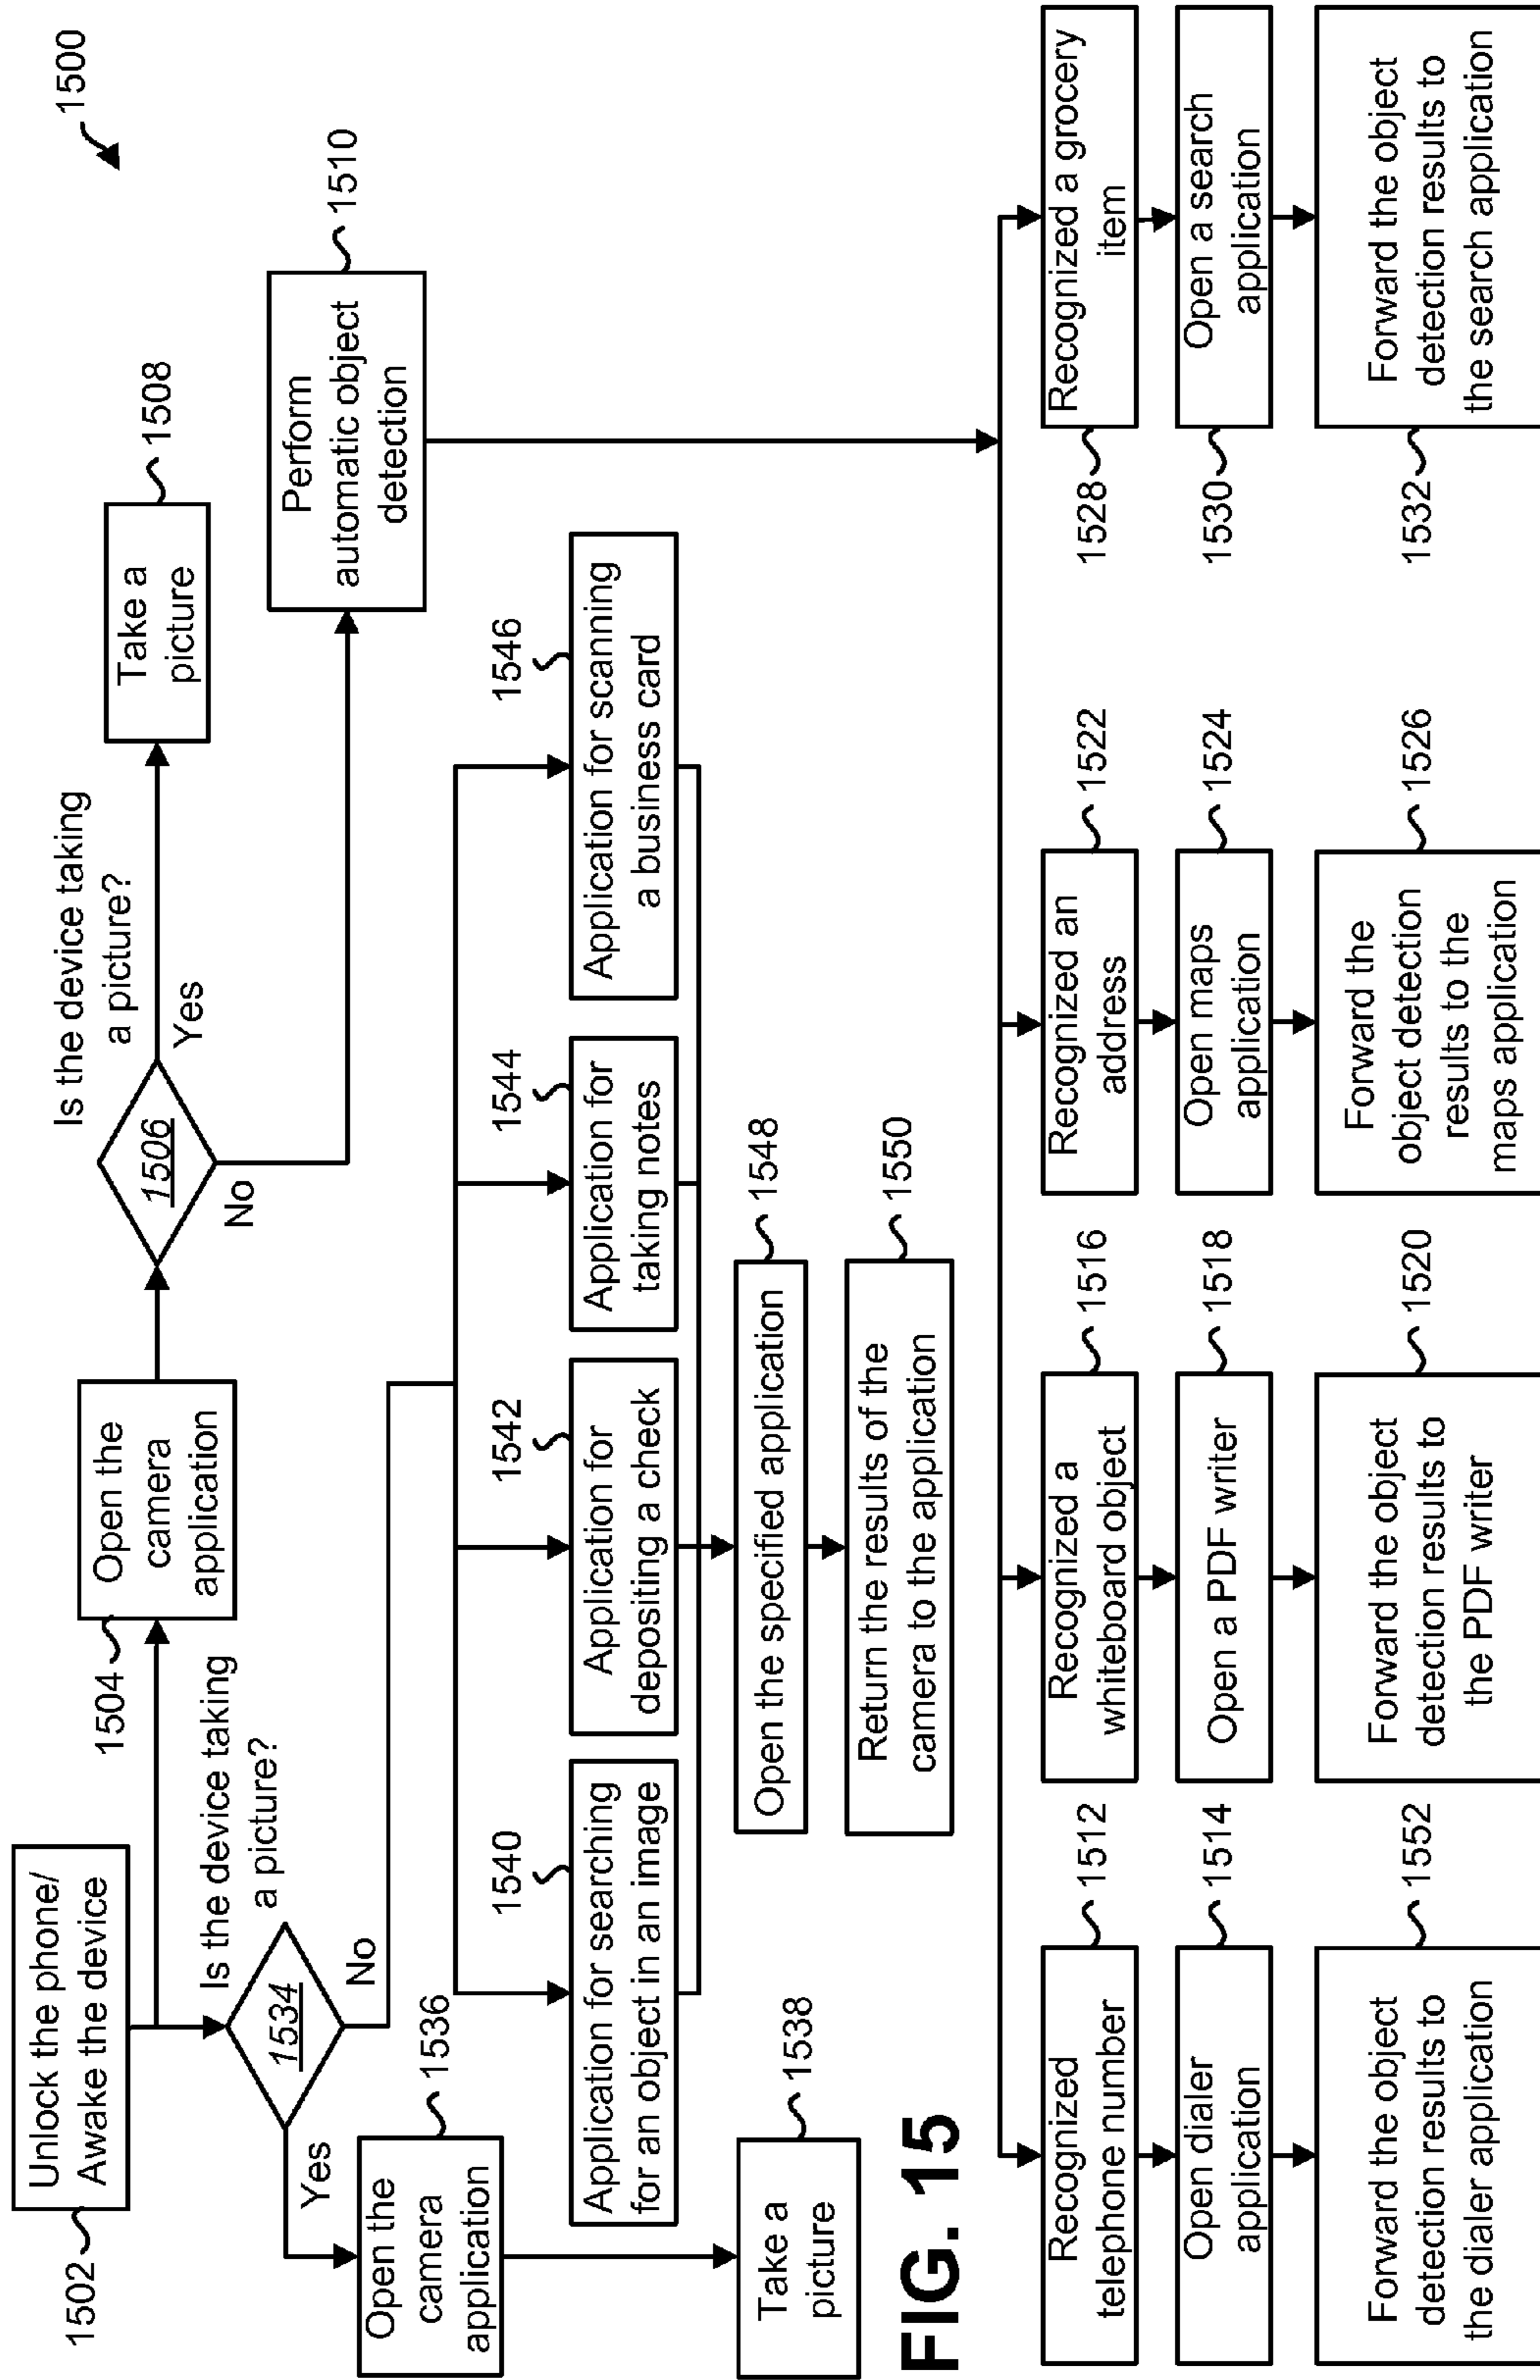 1500
Unlock the phone/
Awake the device
1502
Open the
camera
application
1504
Is the device taking
a picture?
1506
Yes
No
Take a
picture
1508
Perform
automatic object
detection
1510
Is the device taking
a picture?
1534
Yes
No
Open the
camera
application
1536
Take a
picture
1538
1540
Application for searching
for an object in an image
1542
Application for
depositing a check
1544
Application for
taking notes
1546
Application for scanning
a business card
Open the specified application
1548
Return the results of the
camera to the application
1550
Recognized
telephone number
1512
Open dialer
application
1514
Forward the object
detection results to
the dialer application
1552
Recognized a
whiteboard object
1516
Open a PDF writer
1518
Forward the object
detection results to
the PDF writer
1520
Recognized an
address
1522
Open maps
application
1524
Forward the
object detection
results to the
maps application
1526
Recognized a grocery
item
1528
Open a search
application
1530
Forward the object
detection results to
the search application
1532
FIG. 15